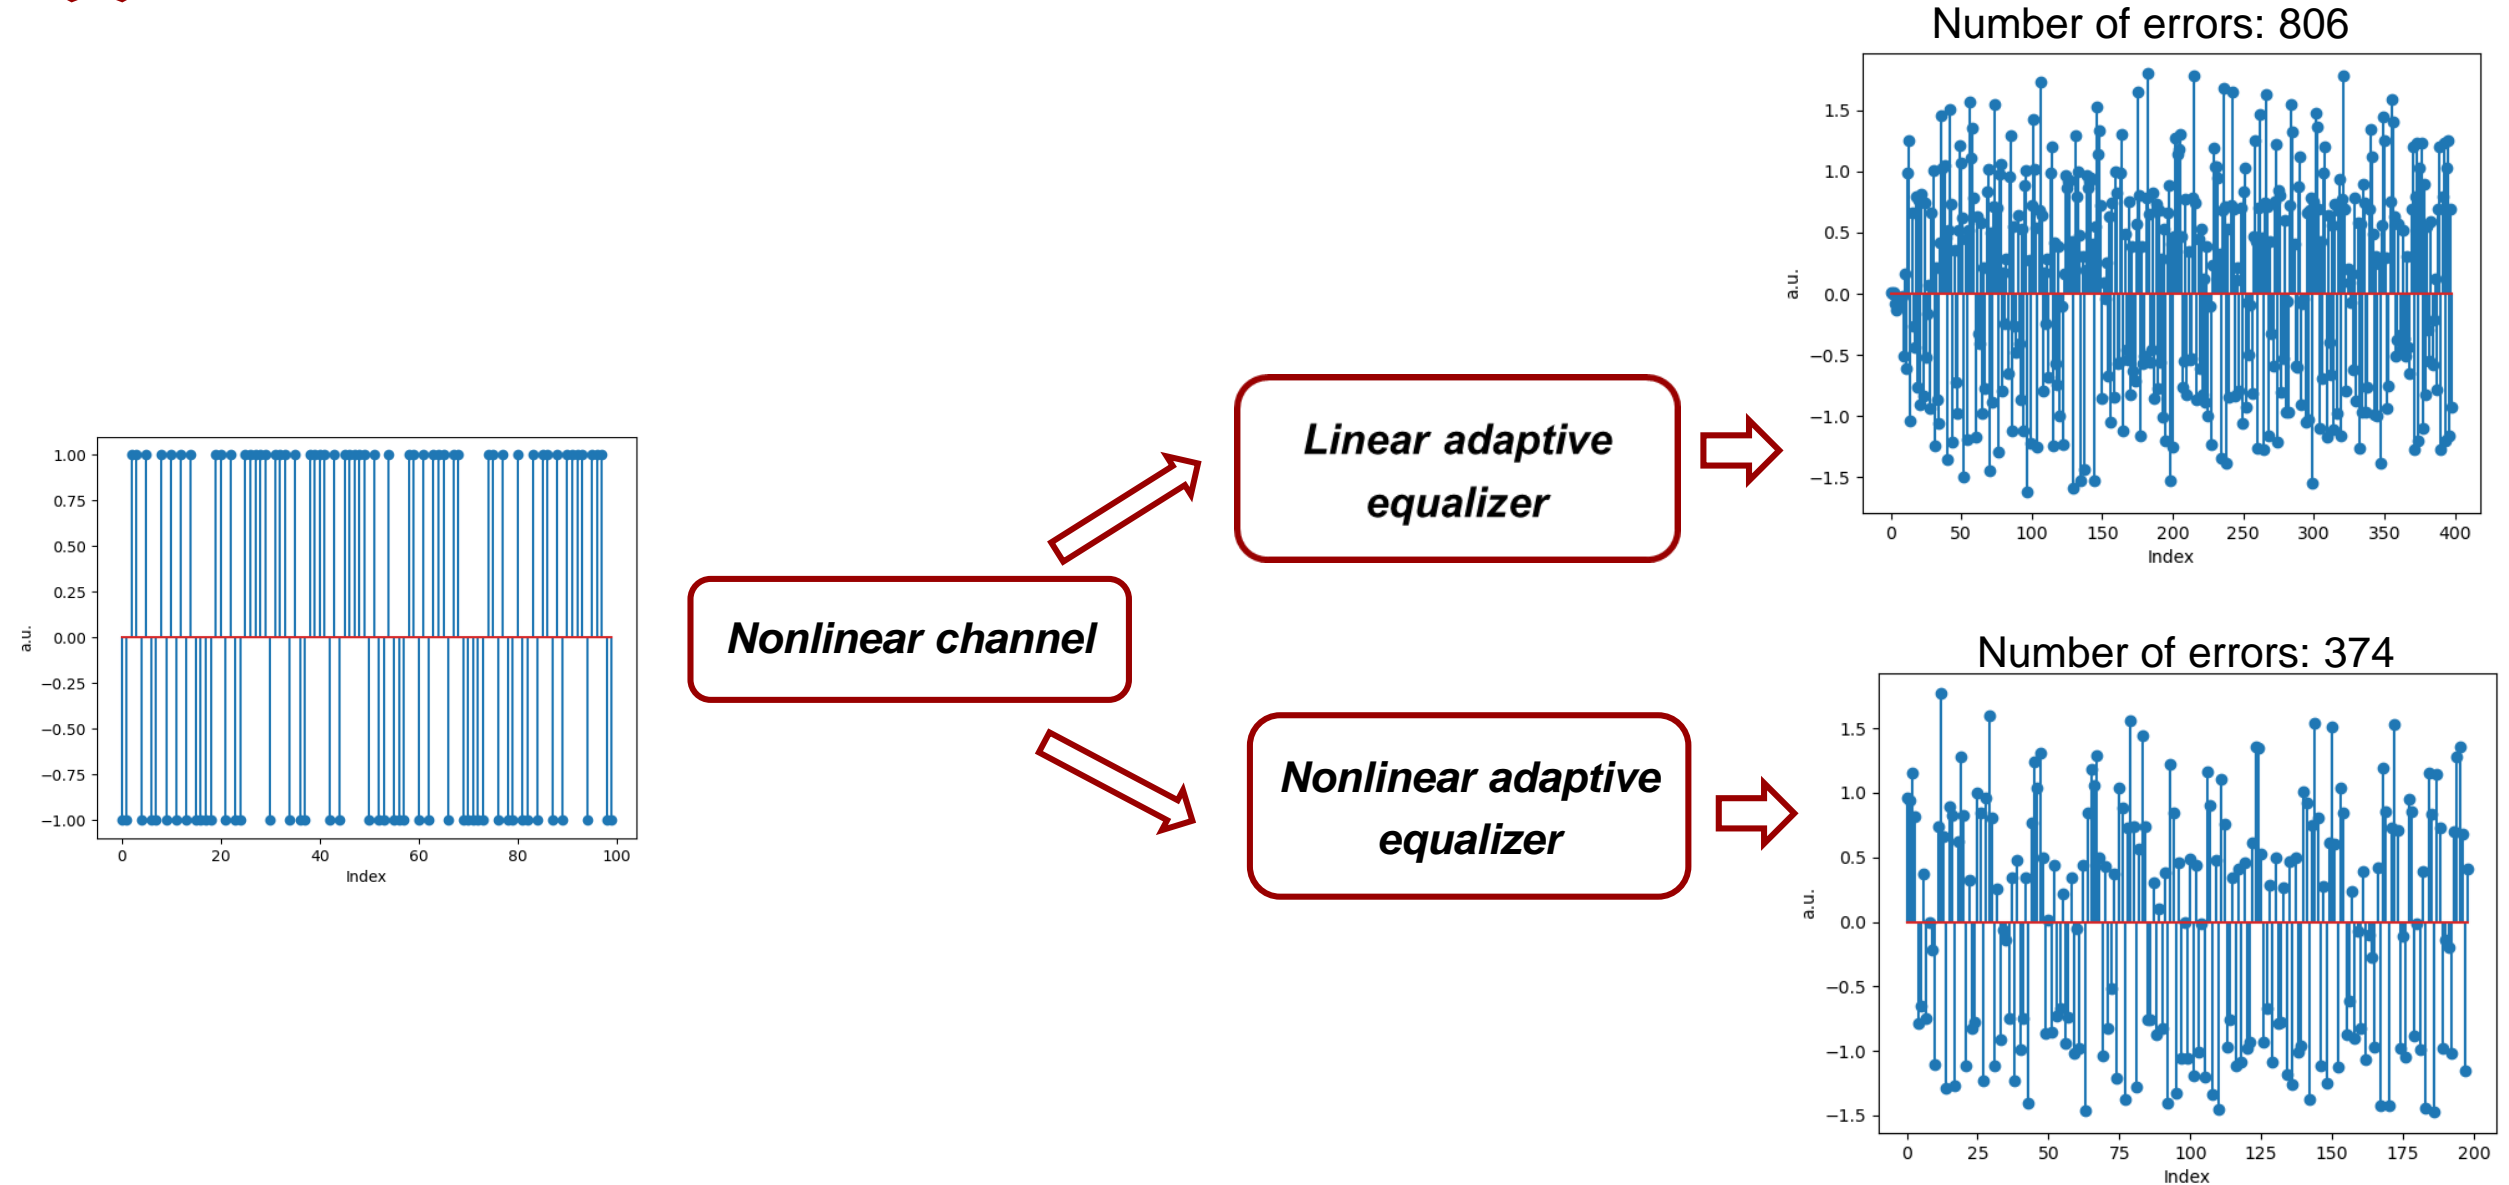 Number of errors: 806
1.5
1.0
0.5
0.0
−0.5
−1.0
−1.5
a.u.
0 50 100 150 200 250 300 350 400
Index
Linear adaptive
equalizer
1.00
0.75
0.50
0.25
0.00
−0.25
−0.50
−0.75
−1.00
a.u.
0 20 40 60 80 100
Index
Nonlinear channel
Nonlinear adaptive
equalizer
Number of errors: 374
1.5
1.0
0.5
0.0
−0.5
−1.0
−1.5
a.u.
0 25 50 75 100 125 150 175 200
Index